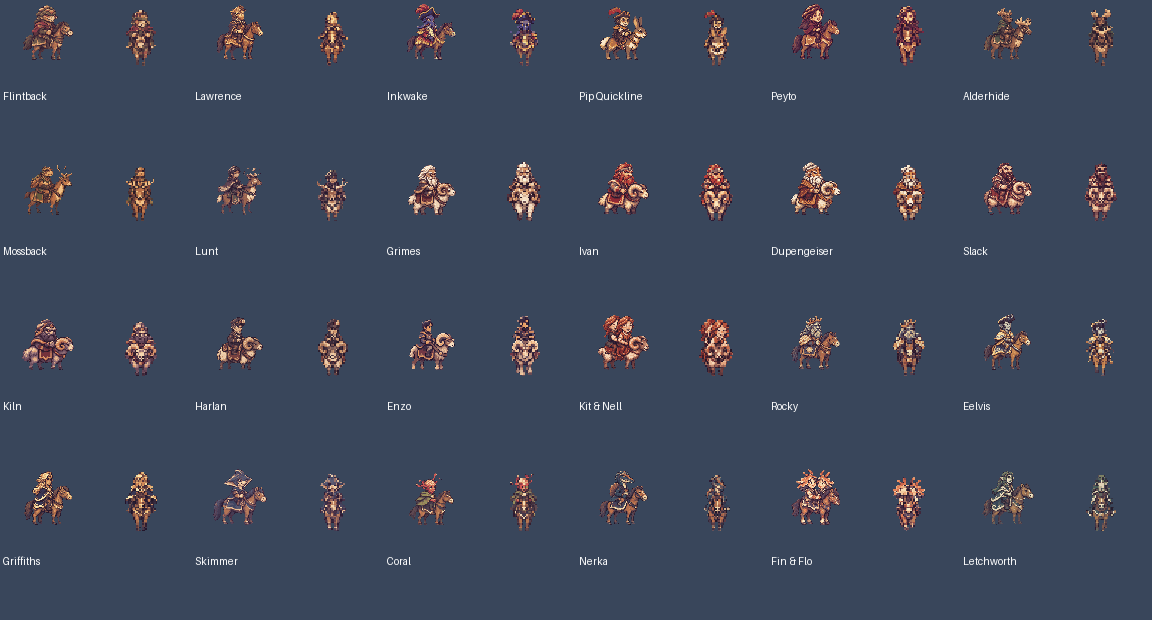 Flintback Lawrence Inkwake Pip Quickline Peyto Alderhide
Mossback Lunt Grimes Ivan Dupengeiser Slack
Kiln Harlan Enzo Kit & Nell Rocky Eelvis
Griffiths Skimmer Coral Nerka Fin & Flo Letchworth